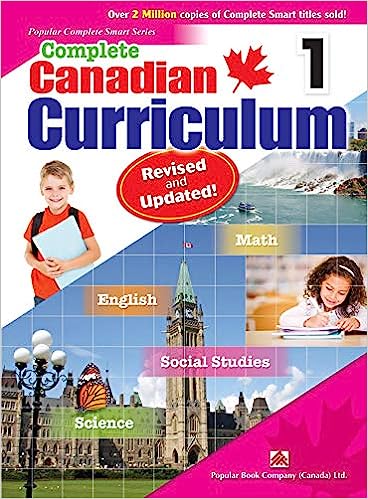 Over 2 Million copies of Complete Smart titles sold!
Popular Complete Smart Series
Complete
Canadian
Curriculum
1
Revised
and
Updated!
Math
English
Social Studies
Science
Popular Book Company (Canada) Ltd.